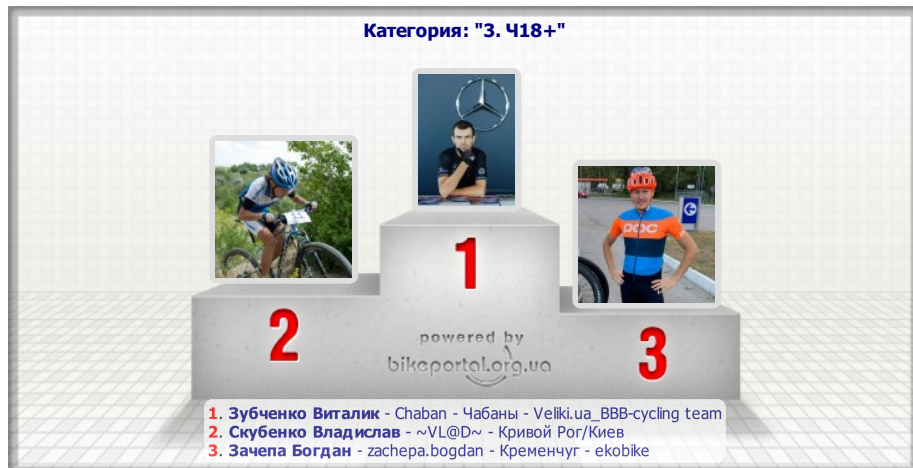 Категория: "3. Ч18+"
POC
1
2
3
powered by
bikeportal.org.ua
1. Зубченко Виталик - Chaban - Чабаны - Veliki.ua_BBB-cycling team
2. Скубенко Владислав - ~VL@D~ - Кривой Рог/Киев
3. Зачепа Богдан - zachepa.bogdan - Кременчуг - ekobike